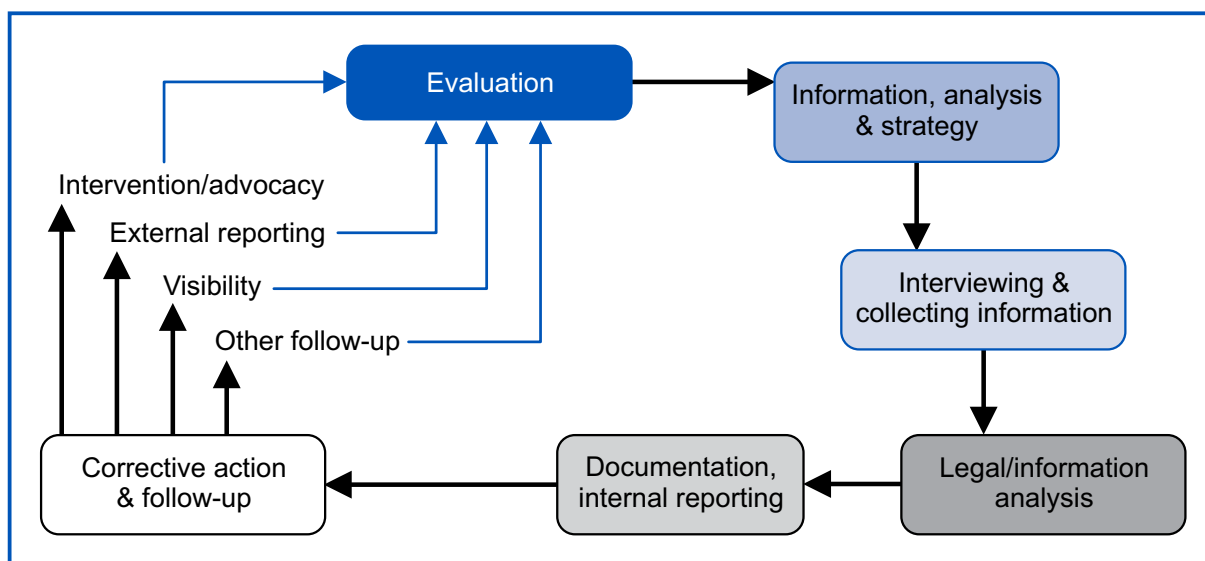 Evaluation
Information, analysis
& strategy
Intervention/advocacy
External reporting
Visibility
Other follow-up
Interviewing &
collecting information
Corrective action
& follow-up
Documentation,
internal reporting
Legal/information
analysis